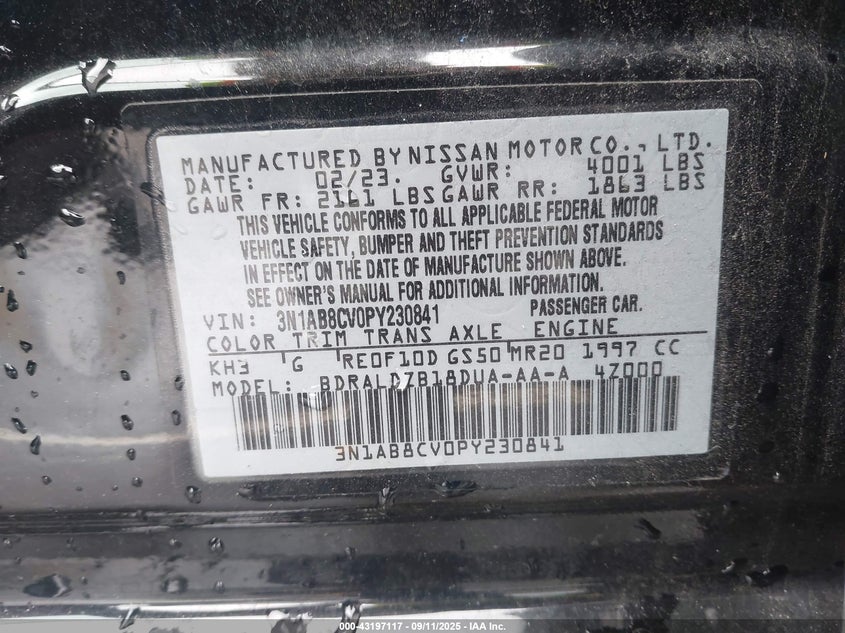 MANUFACTURED BY NISSAN MOTOR CO., LTD.
DATE: 02/23. GVWR: 4001 LBS
GAWR FR: 2161 LBS GAWR RR: 1863 LBS
THIS VEHICLE CONFORMS TO ALL APPLICABLE FEDERAL MOTOR
VEHICLE SAFETY, BUMPER AND THEFT PREVENTION STANDARDS
IN EFFECT ON THE DATE OF MANUFACTURE SHOWN ABOVE.
SEE OWNER'S MANUAL FOR ADDITIONAL INFORMATION.
VIN: 3N1AB8CV0PY230841 PASSENGER CAR.
COLOR TRIM TRANS AXLE ENGINE
KH3 G RE0F10D GS50 MR20 1997 CC
MODEL: BDRALDZB18DUA-AA-A 4Z000
3N1AB8CV0PY230841
000-43197117 - 09/11/2025 - IAA Inc.